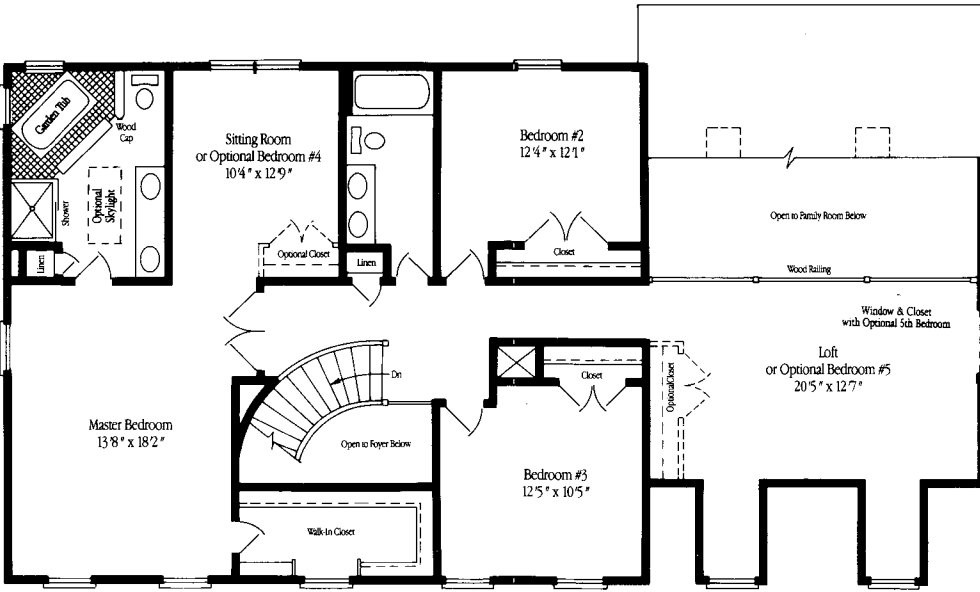 Garden Tub
Wood
Cap
Shower
Optional
Skylight
Linen
Sitting Room
or Optional Bedroom #4
10'4" x 12'9"
Optional Closet
Linen
Bedroom #2
12'4" x 12'1"
Closet
Open to Family Room Below
Wood Railing
Window & Closet
with Optional 5th Bedroom
Loft
or Optional Bedroom #5
20'5" x 12'7"
Optional Closet
Closet
Dn
Open to Foyer Below
Master Bedroom
13'8" x 18'2"
Bedroom #3
12'5" x 10'5"
Walk-In Closet